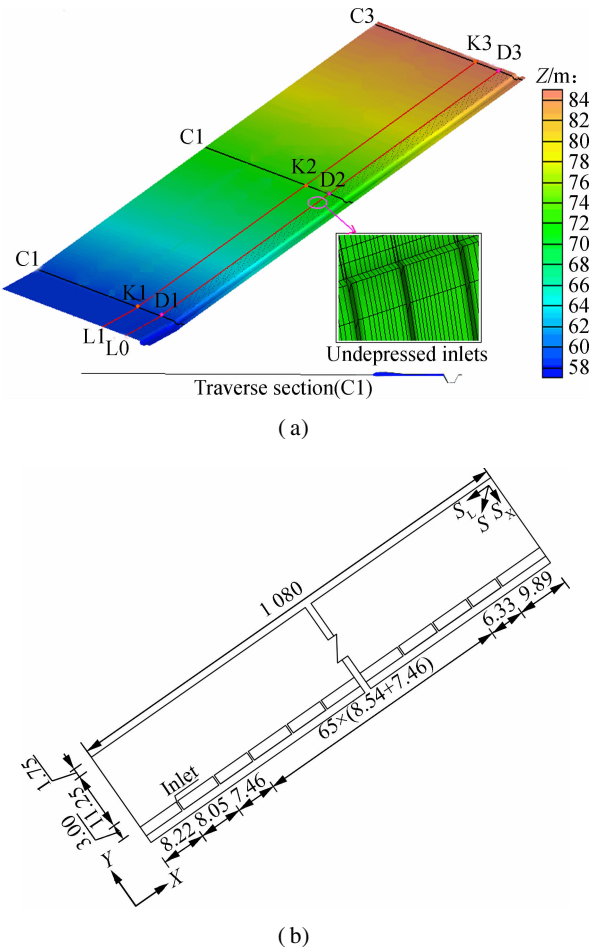 C3
K3
D3
Z/m:
84
82
80
78
76
74
72
70
68
66
64
62
60
58
C1
K2
D2
C1
K1
D1
L1
L0
Undepressed inlets
Traverse section(C1)
(a)
S_L
S
S_X
1 080
6.33
9.89
65×(8.54+7.46)
Inlet
1.75
11.25
3.00
8.22
8.05
7.46
Y
X
(b)